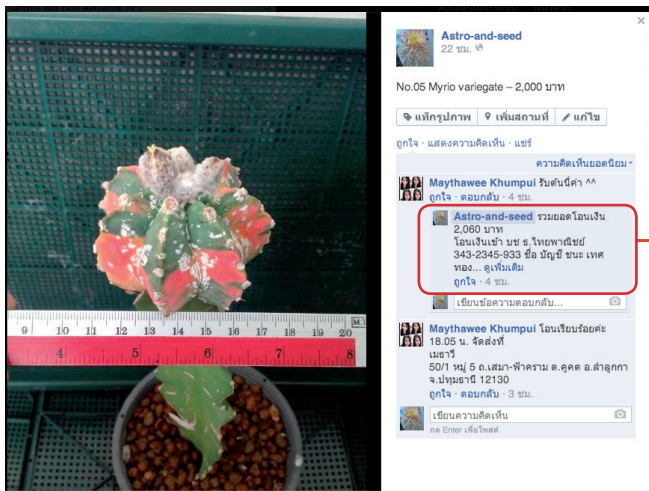 Astro-and-seed
22 ชม.
No.05 Myrio variegate – 2,000 บาท
แท็กรูปภาพ เพิ่มสถานที่ แก้ไข
ถูกใจ · แสดงความคิดเห็น · แชร์
ความคิดเห็นยอดนิยม
Maythawee Khumpui รับต้นนี้ค่า ^^
ถูกใจ · ตอบกลับ · 4 ชม.
Astro-and-seed รวมยอดโอนเงิน
2,060 บาท
โอนเงินเข้า บช ธ.ไทยพาณิชย์
343-2345-933 ชื่อ บัญชี ชนะ เทศ
ทอง... ดูเพิ่มเติม
ถูกใจ · 4 ชม.
เขียนข้อความตอบกลับ...
Maythawee Khumpui โอนเรียบร้อยค่ะ
18.05 น. จัดส่งที่
เมธาวี
50/1 หมู่ 5 ถ.เสมา-ฟ้าคราม ต.คูคต อ.ลำลูกกา
จ.ปทุมธานี 12130
ถูกใจ · ตอบกลับ · 3 ชม.
เขียนความคิดเห็น
กด Enter เพื่อโพสต์
9 10 11 12 13 14 15 16 17 18 19 20
4 5 6 7 8